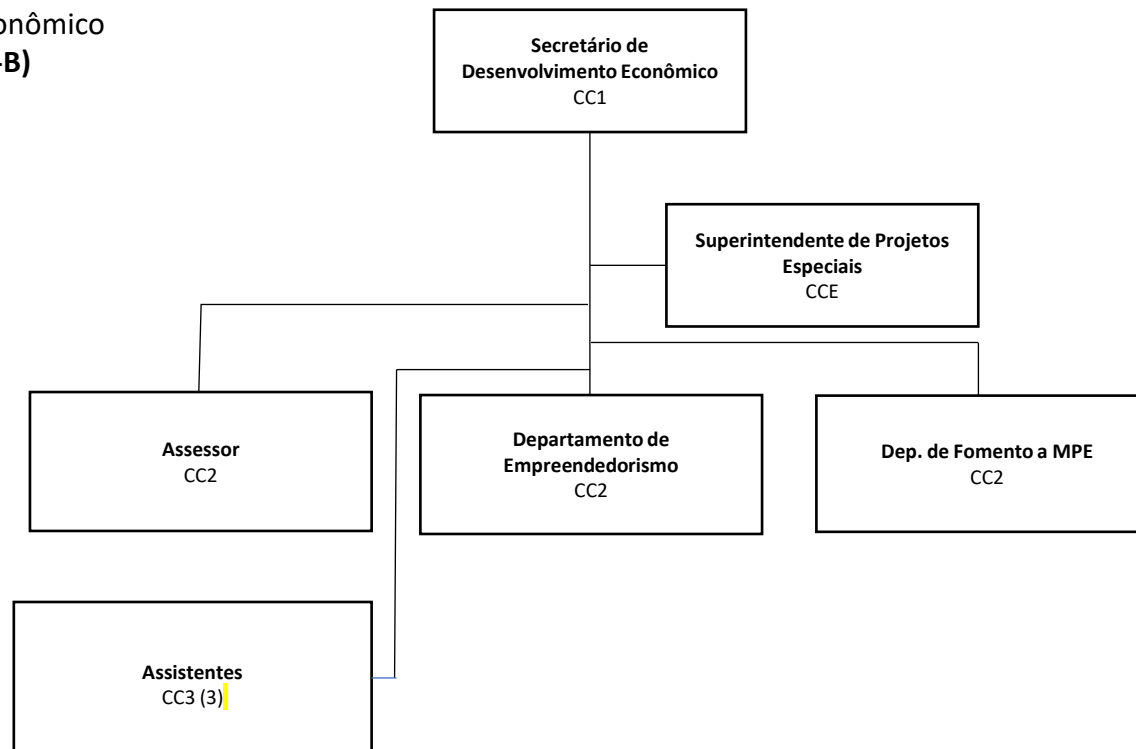 onômico
-B)
Secretário de
Desenvolvimento Econômico
CC1
Superintendente de Projetos
Especiais
CCE
Assessor
CC2
Departamento de
Empreendedorismo
CC2
Dep. de Fomento a MPE
CC2
Assistentes
CC3 (3)